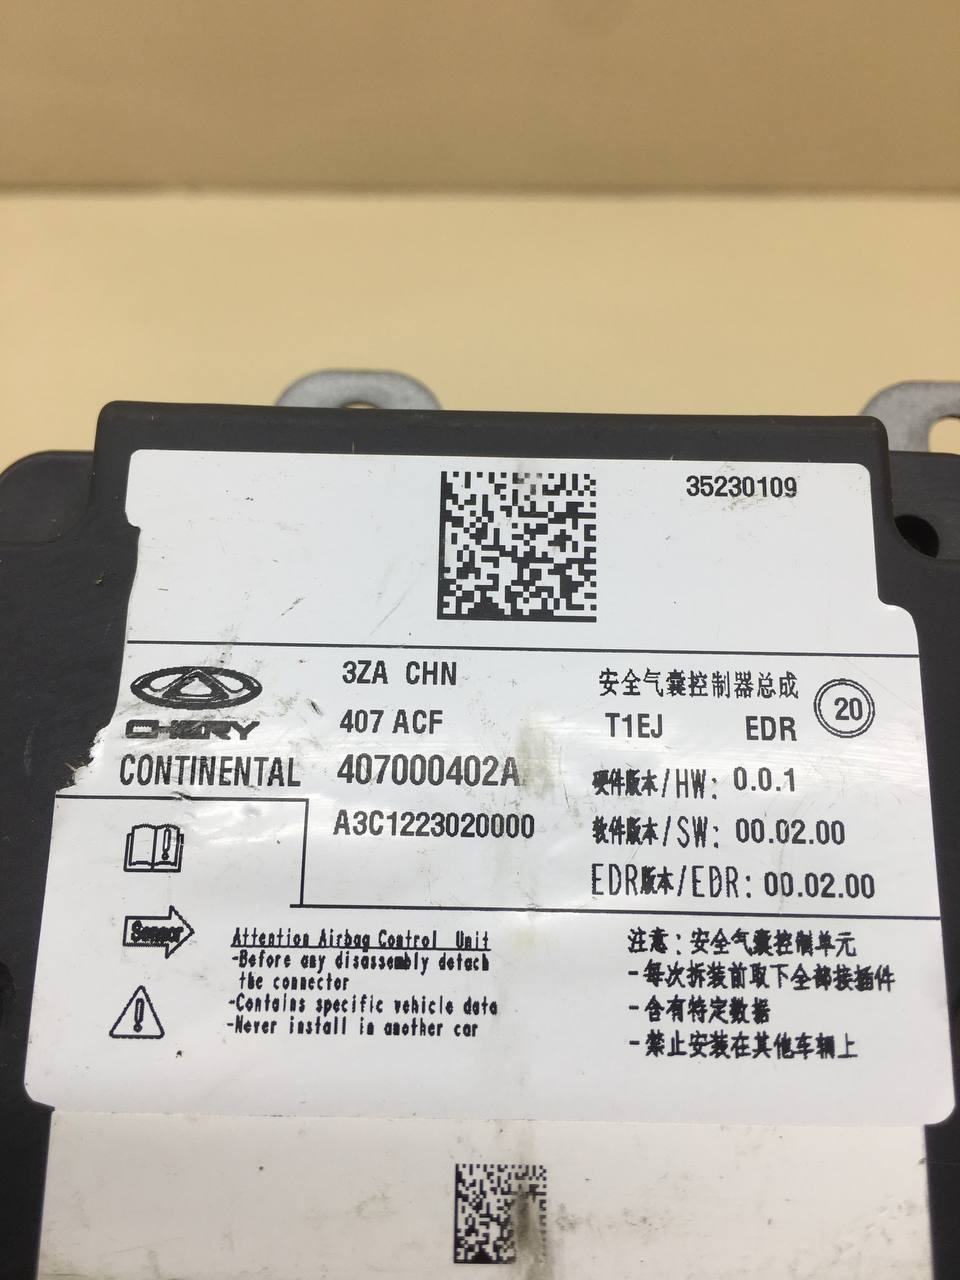 35230109
3ZA CHN
安全气囊控制器总成
CHERY
407 ACF
T1EJ EDR
20
CONTINENTAL
407000402A
硬件版本/HW: 0.0.1
A3C1223020000
软件版本/SW: 00.02.00
EDR版本/EDR: 00.02.00
Sensor
Attention Airbag Control Unit
-Before any disassembly detach
the connector
-Contains specific vehicle data
-Never install in another car
注意: 安全气囊控制单元
-每次拆装前取下全部接插件
-含有特定数据
-禁止安装在其他车辆上